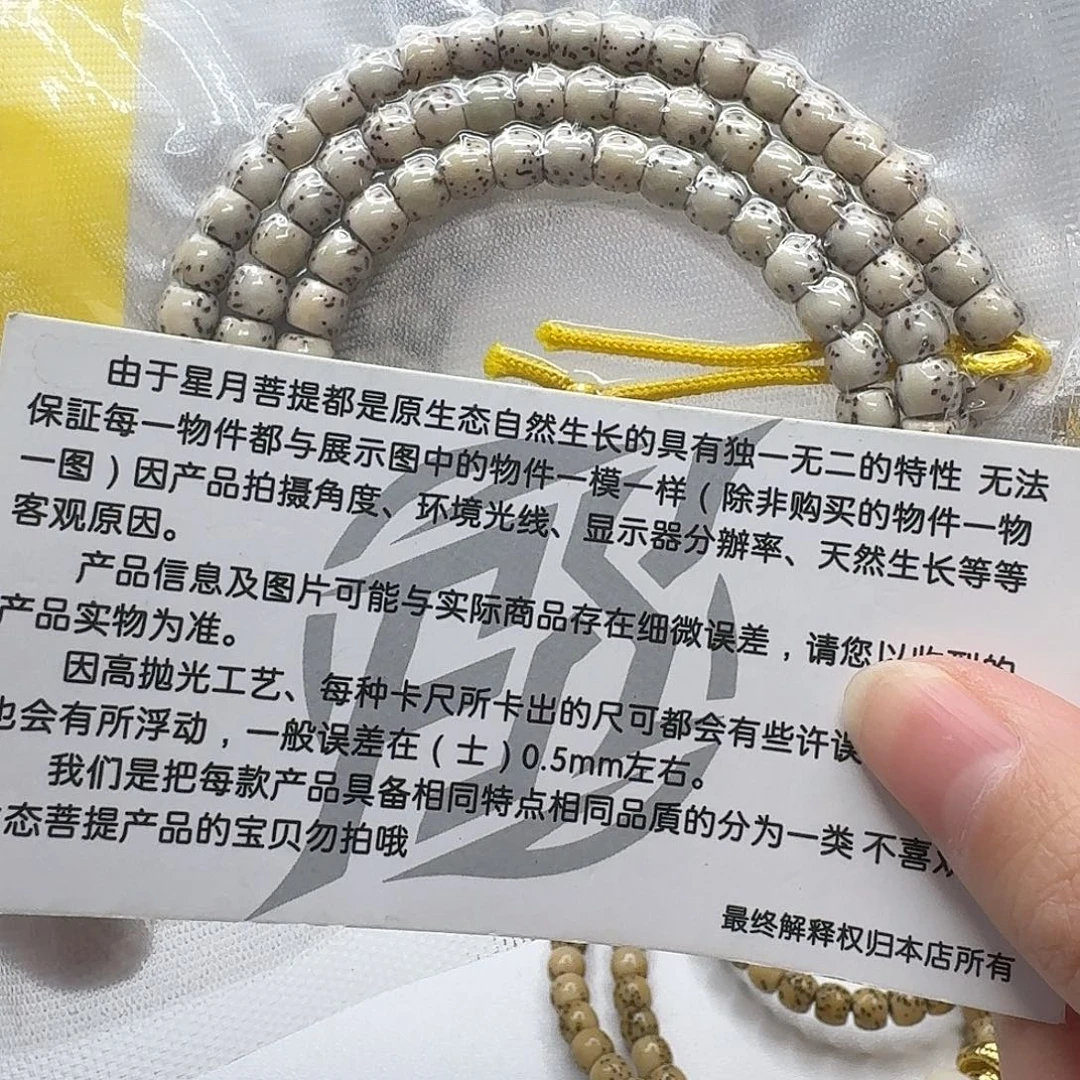 由于星月菩提都是原生态自然生长的具有独一无二的特性 无法
保証每一物件都与展示图中的物件一模一样（除非购买的物件一物
一图）因产品拍摄角度、环境光线、显示器分辦率、天然生长等等
客观原因。
产品信息及图片可能与实际商品存在细微误差，请您以收到的
产品实物为准。
因高抛光工艺、每种卡尺所卡出的尺可都会有些许误
也会有所浮动，一般误差在（士）0.5mm左右。
我们是把每款产品具备相同特点相同品質的分为一类 不喜欢
态菩提产品的宝贝勿拍哦
最终解释权归本店所有